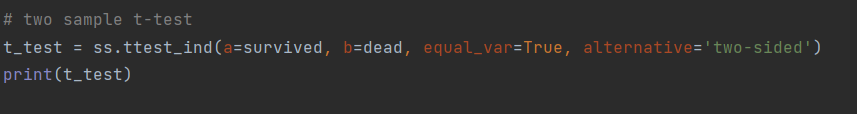 # two sample t-test
t_test = ss.ttest_ind(a=survived, b=dead, equal_var=True, alternative='two-sided')
print(t_test)